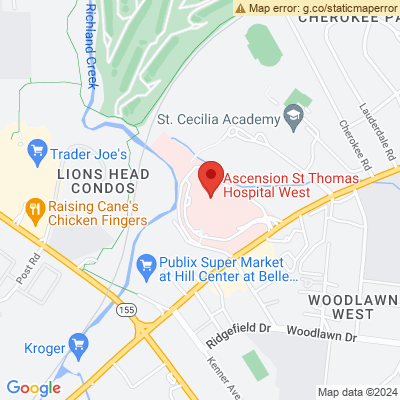 Map error: g.co/staticmaperror
CHEROKEE PA
Richland Creek
St. Cecilia Academy
Lauderdale Rd
Cherokee Rd
Trader Joe's
LIONS HEAD
CONDOS
Ascension St Thomas
Hospital West
Raising Cane's
Chicken Fingers
Post Rd
Publix Super Market
at Hill Center at Belle...
155
WOODLAWN
WEST
Ridgefield Dr
Woodlawn Dr
Kroger
Kenner Ave
Google
Map data ©2024